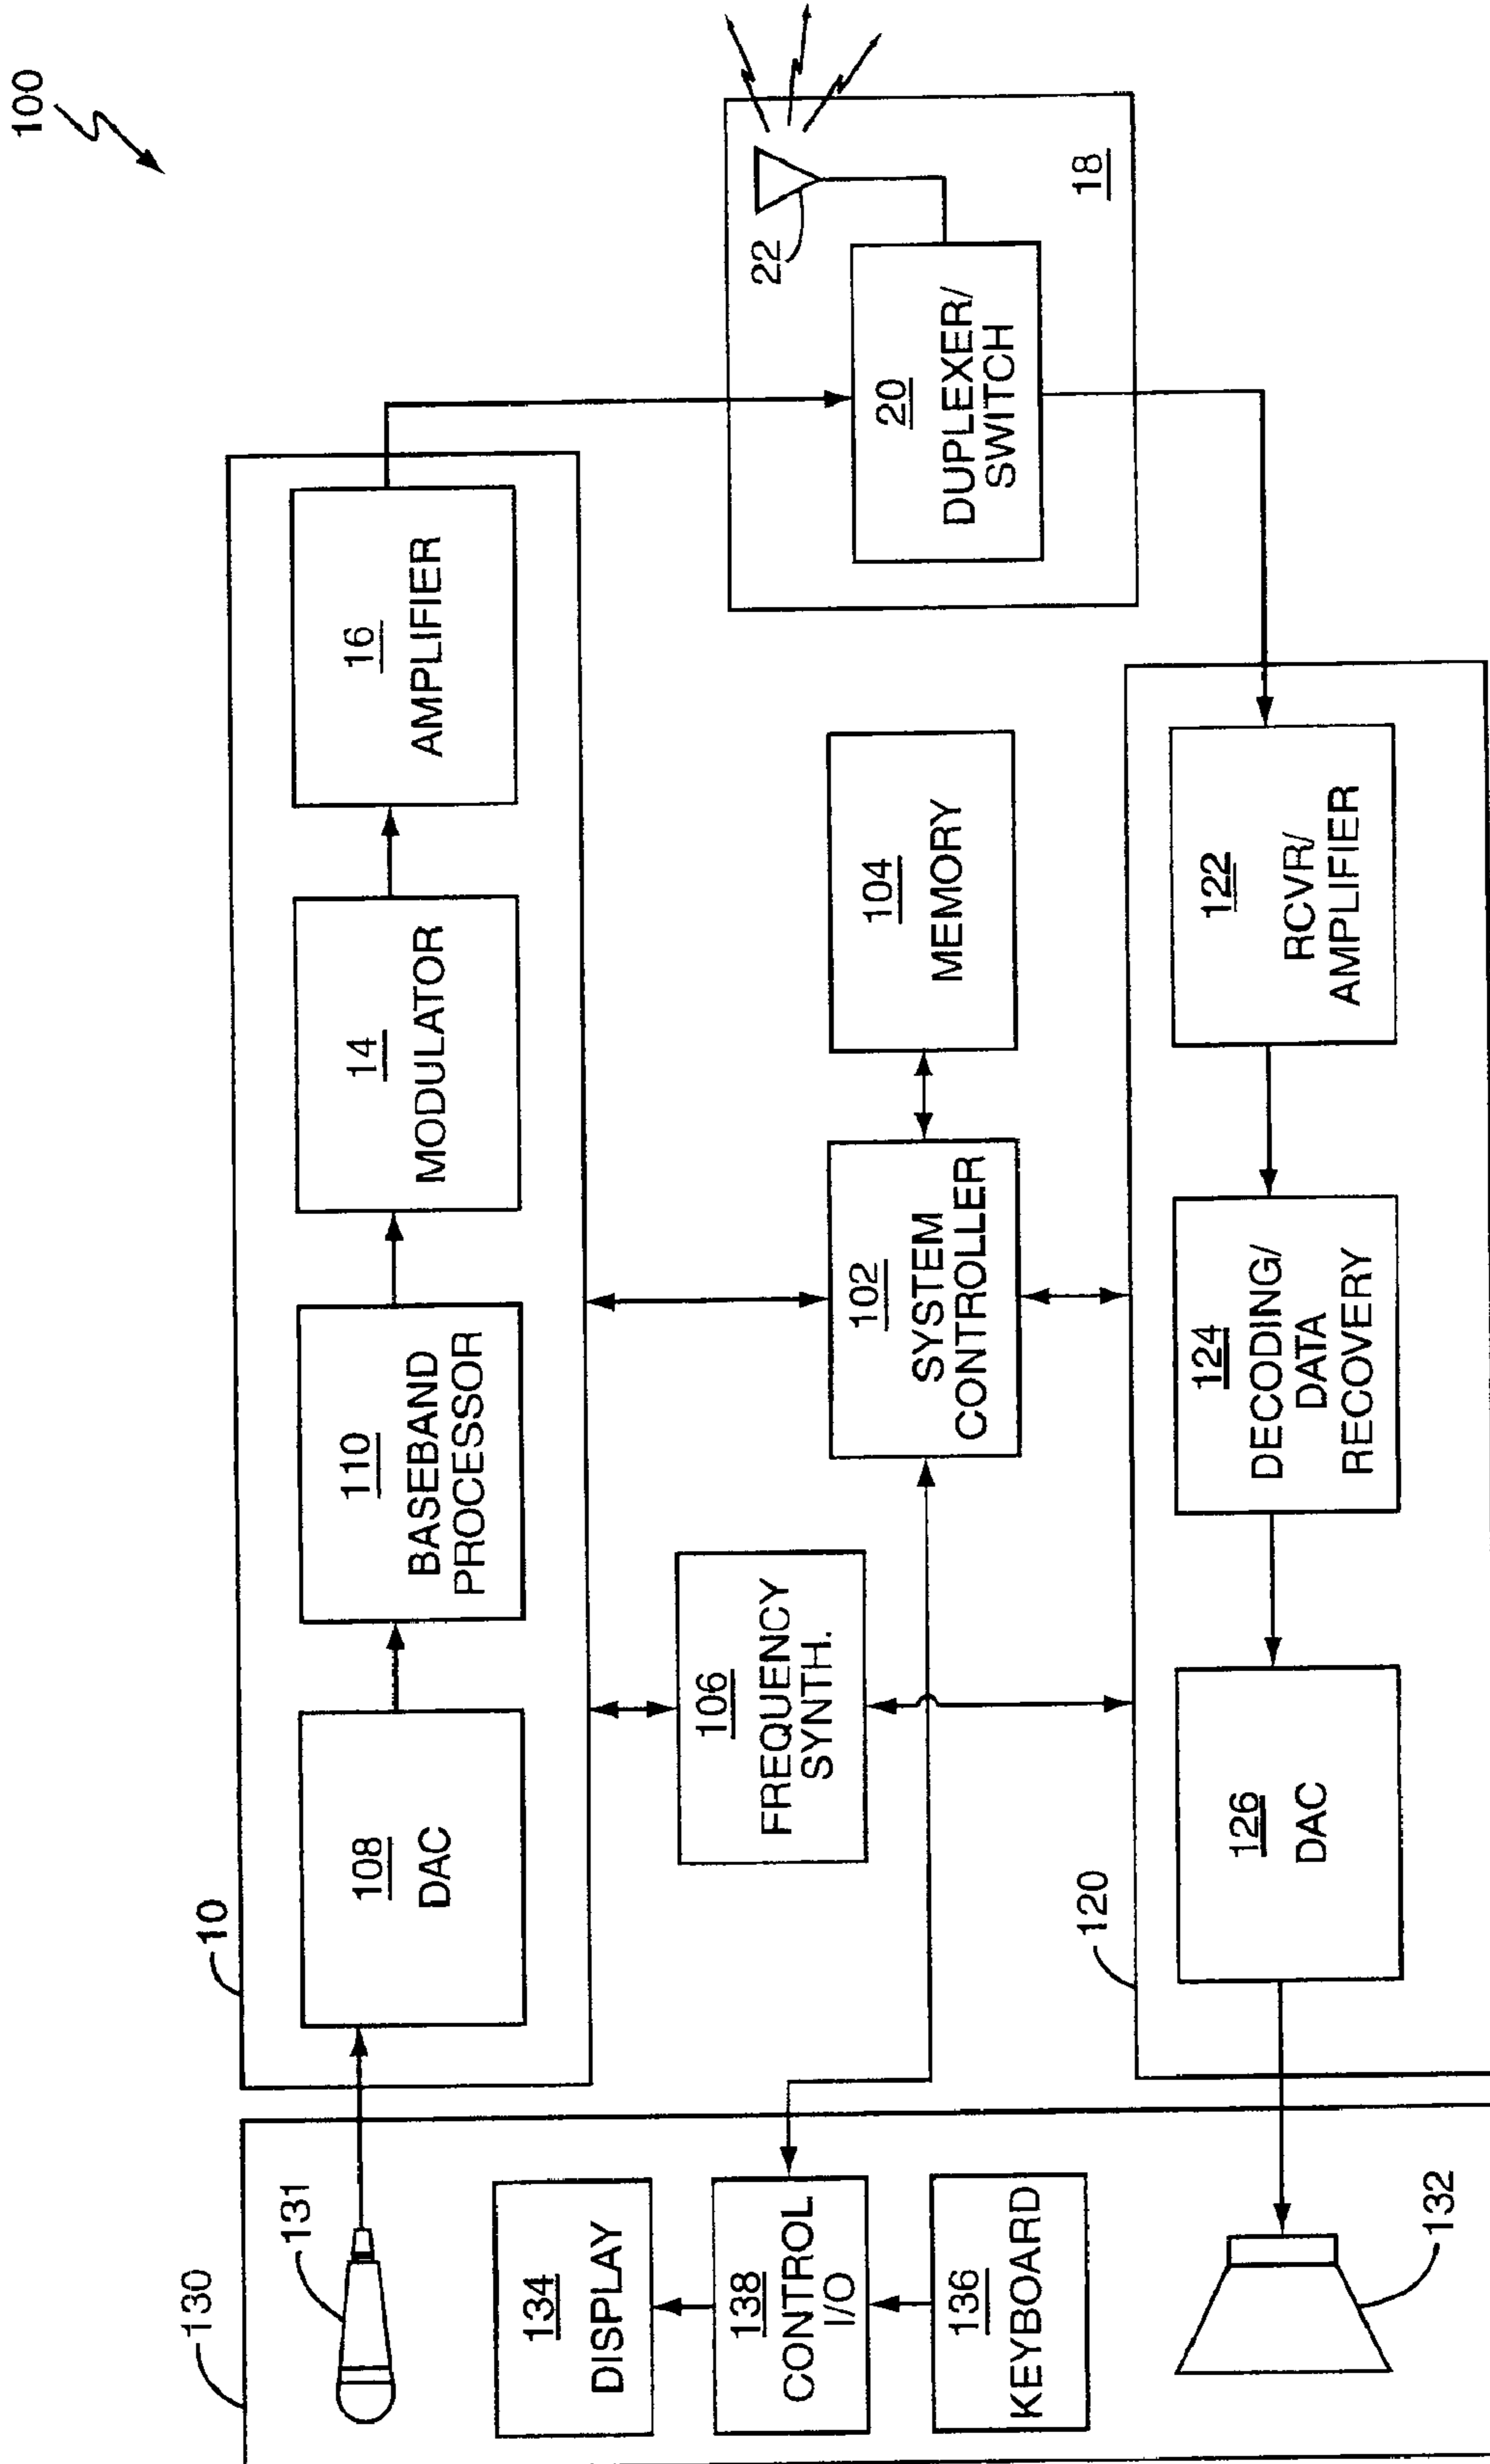 100
130
131
134
DISPLAY
138
CONTROL
I/O
136
KEYBOARD
132
10
108
DAC
110
BASEBAND
PROCESSOR
14
MODULATOR
16
AMPLIFIER
106
FREQUENCY
SYNTH.
102
SYSTEM
CONTROLLER
104
MEMORY
22
20
DUPLEXER/
SWITCH
18
120
126
DAC
124
DECODING/
DATA
RECOVERY
122
RCVR/
AMPLIFIER